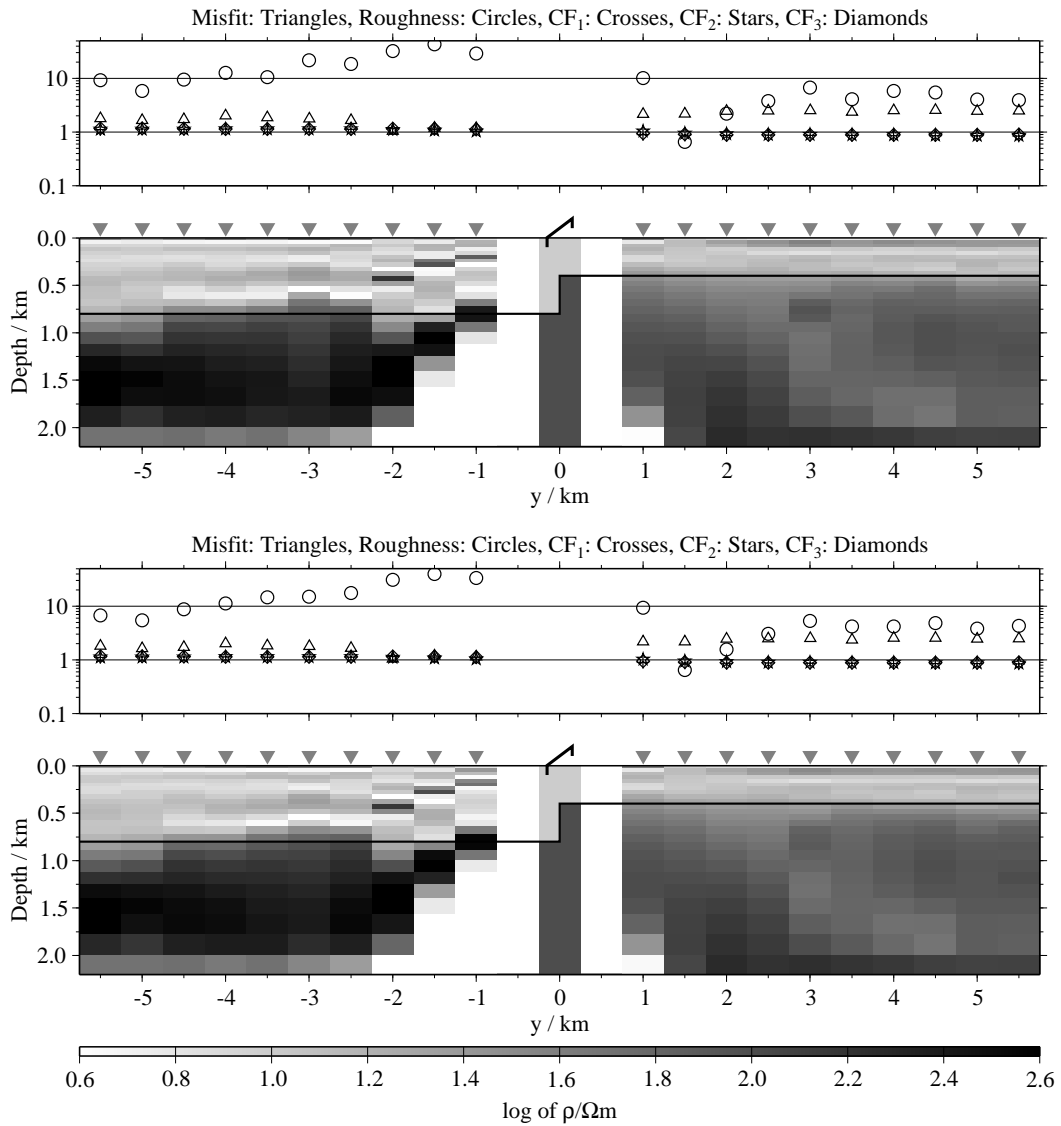 Misfit: Triangles, Roughness: Circles, CF₁: Crosses, CF₂: Stars, CF₃: Diamonds
10
1
0.1
0.0
0.5
1.0
1.5
2.0
Depth / km
-5 -4 -3 -2 -1 0 1 2 3 4 5
y / km
Misfit: Triangles, Roughness: Circles, CF₁: Crosses, CF₂: Stars, CF₃: Diamonds
10
1
0.1
0.0
0.5
1.0
1.5
2.0
Depth / km
-5 -4 -3 -2 -1 0 1 2 3 4 5
y / km
0.6 0.8 1.0 1.2 1.4 1.6 1.8 2.0 2.2 2.4 2.6
log of ρ/Ωm